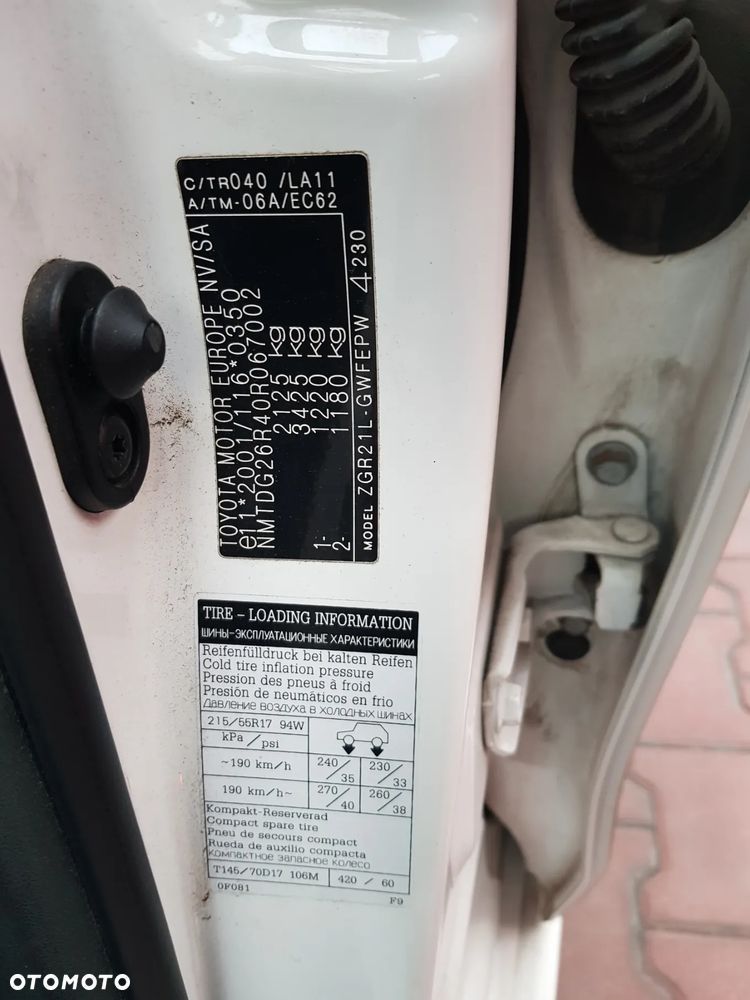 C/TR040 /LA11
A/TM-06A/EC62
TOYOTA MOTOR EUROPE NV/SA
e11*2001/116*0350
NMTDG26R40R067002
2125 kg
3425 kg
1- 1220 kg
2- 1180 kg
MODEL ZGR21L-GWFEPW 4230
TIRE – LOADING INFORMATION
ШИНЫ-ЭКСПЛУАТАЦИОННЫЕ ХАРАКТЕРИСТИКИ
Reifenfülldruck bei kalten Reifen
Cold tire inflation pressure
Pression des pneus à froid
Presión de neumáticos en frio
Давление воздуха в холодных шинах
215/55R17 94W
kPa/psi
~190 km/h 240/35 230/33
190 km/h~ 270/40 260/38
Kompakt-Reserverad
Compact spare tire
Pneu de secours compact
Rueda de auxilio compacta
Компактное запасное колесо
T145/70D17 106M 420 / 60
0F081 F9
OTOMOTO